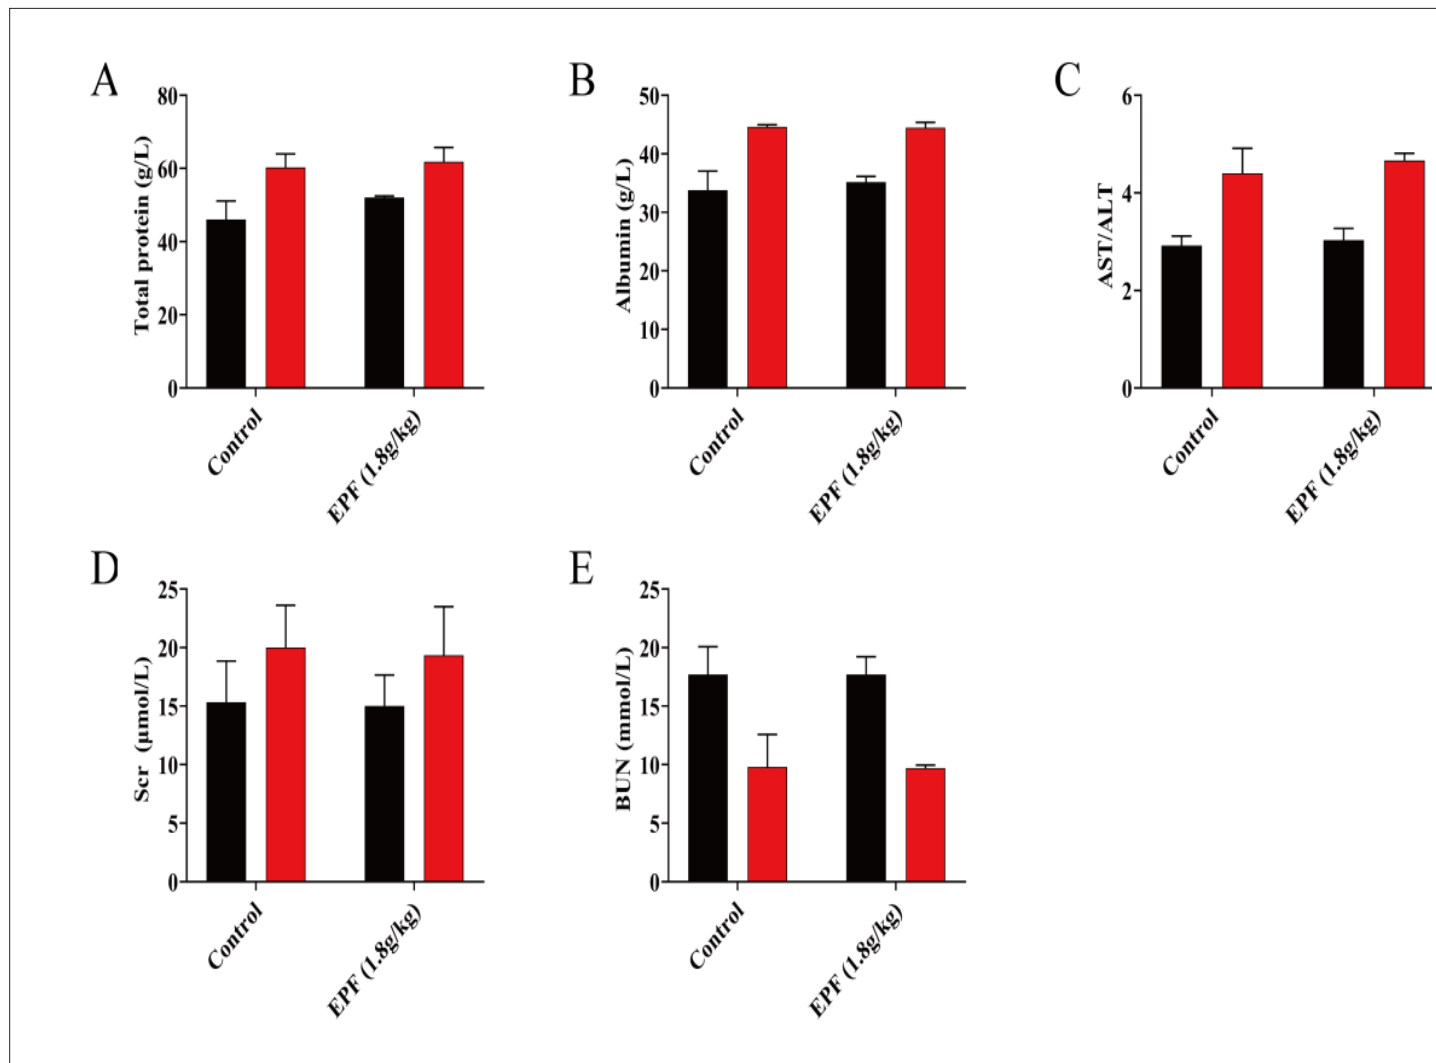 A
Total protein (g/L)
80
60
40
20
0
Control
EPF (1.8g/kg)
B
Albumin (g/L)
50
40
30
20
10
0
Control
EPF (1.8g/kg)
C
AST/ALT
6
4
2
0
Control
EPF (1.8g/kg)
D
Scr (μmol/L)
25
20
15
10
5
0
Control
EPF (1.8g/kg)
E
BUN (mmol/L)
25
20
15
10
5
0
Control
EPF (1.8g/kg)